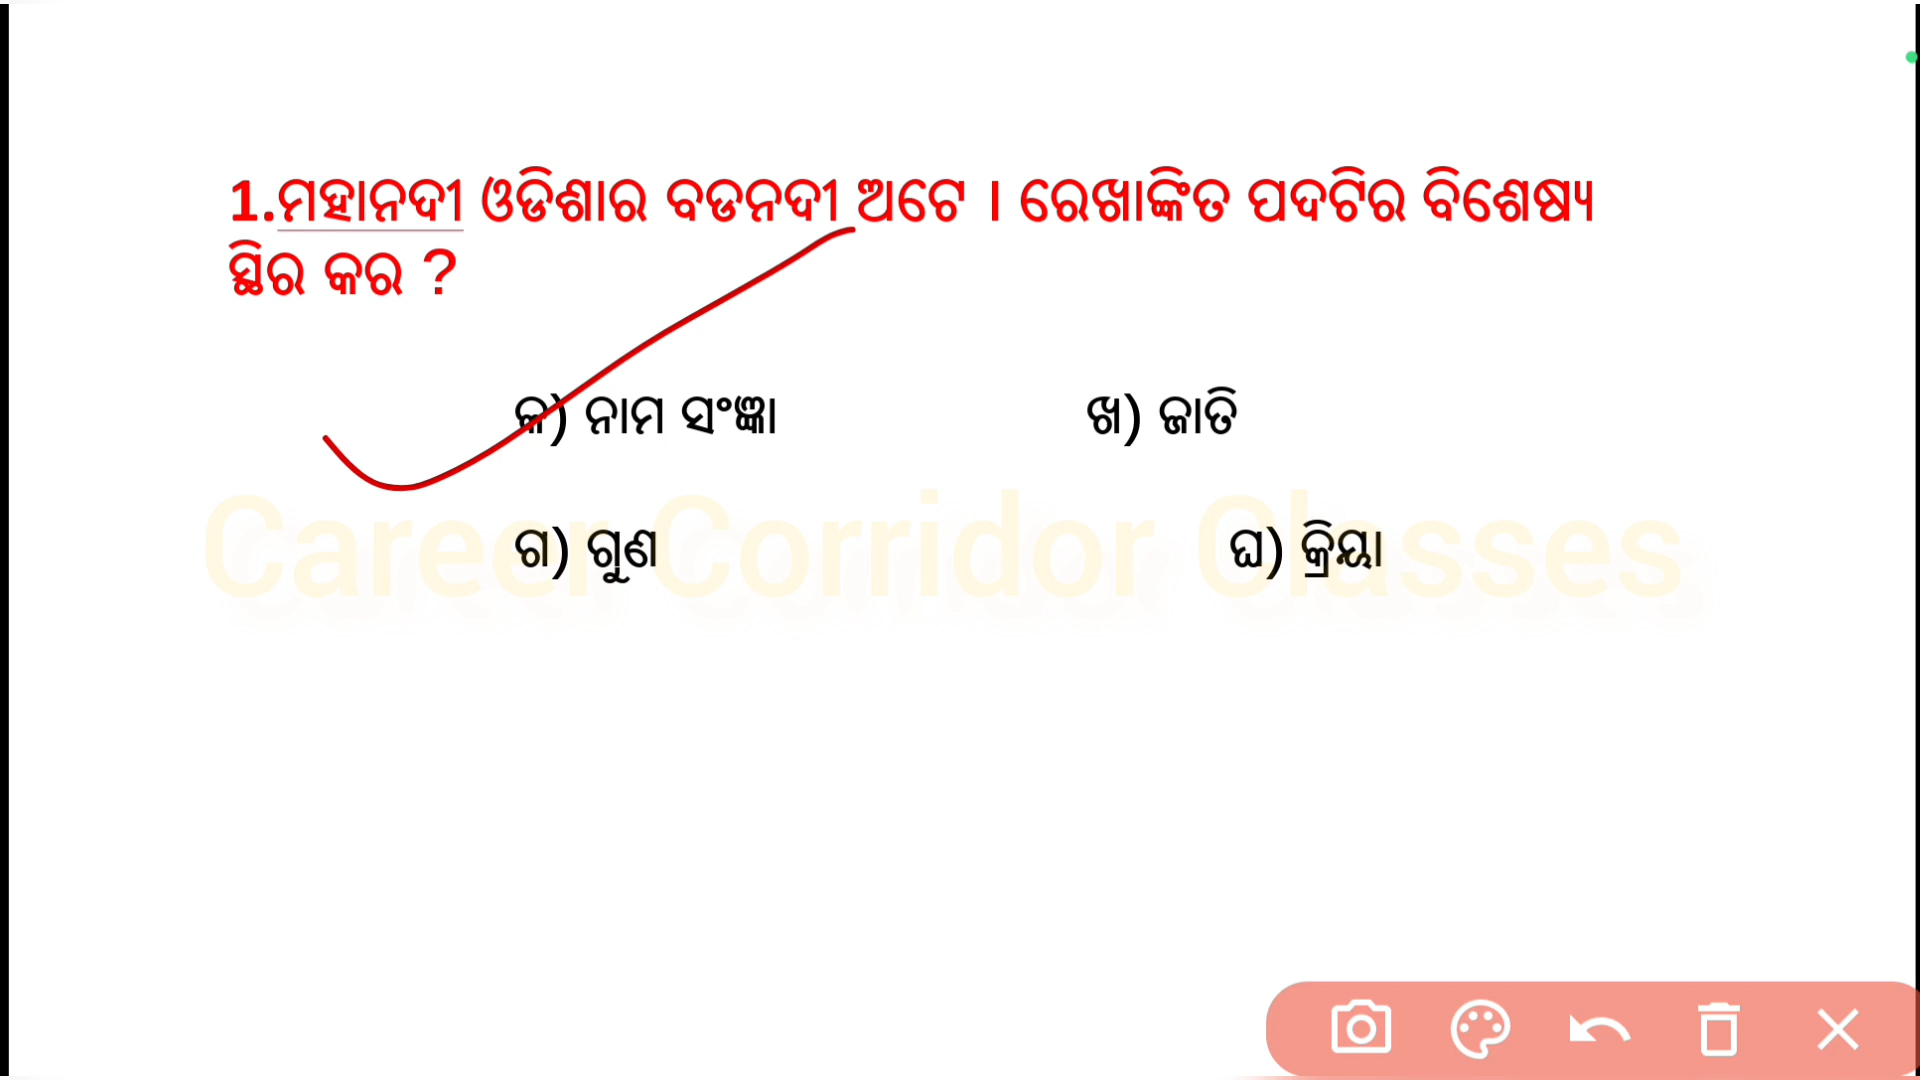 1.ମହାନଦୀ ଓଡିଶାର ବଡନଦୀ ଅଟେ । ରେଖାଙ୍କିତ ପଦଟିର ବିଶେଷ୍ୟ
ସ୍ଥିର କର ?
କ) ନାମ ସଂଜ୍ଞା ଖ) ଜାତି
Career Corridor Classes
ଗ) ଗୁଣ ଘ) କ୍ରିୟା